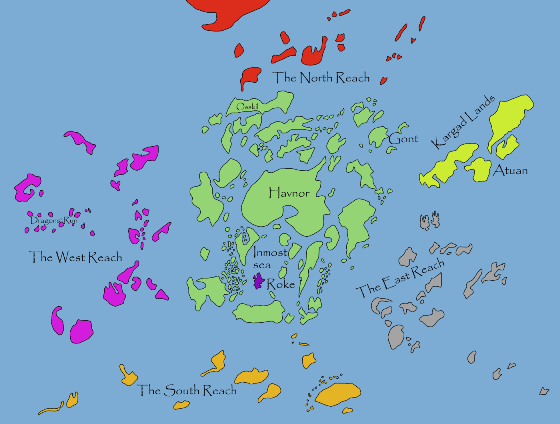 The North Reach
Osskil
Kargad Lands
Gont
Atuan
Havnor
Dragons' Run
The West Reach
Inmost
sea
Roke
The East Reach
The South Reach